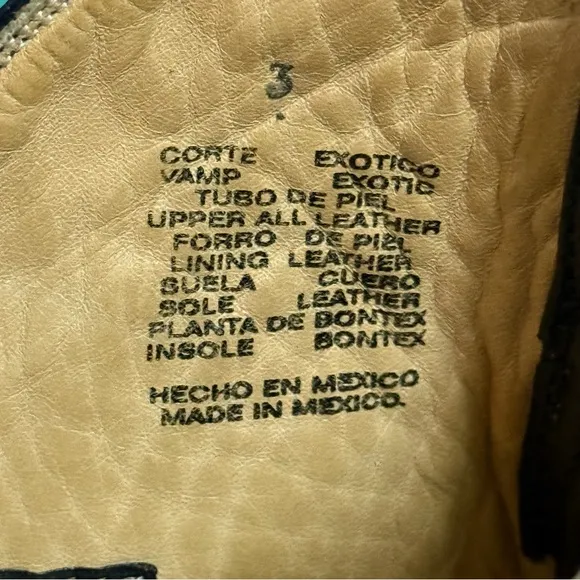 3
CORTE EXOTICO
VAMP EXOTIC
TUBO DE PIEL
UPPER ALL LEATHER
FORRO DE PIEL
LINING LEATHER
SUELA CUERO
SOLE LEATHER
PLANTA DE BONTEX
INSOLE BONTEX
HECHO EN MEXICO
MADE IN MEXICO.